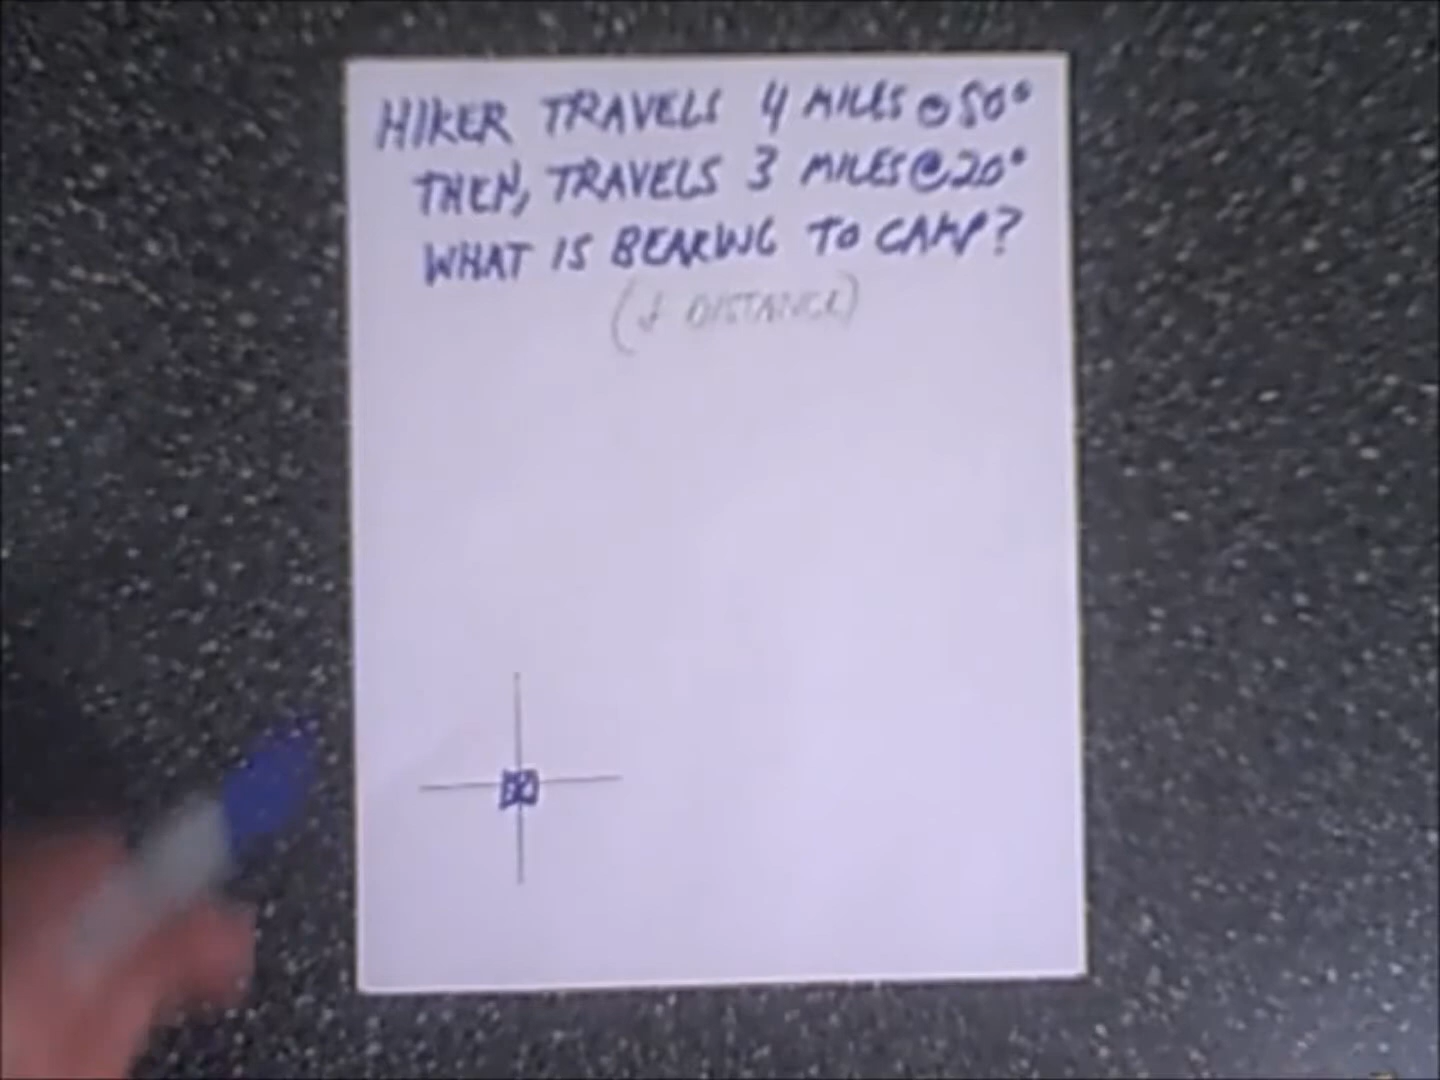 HIKER TRAVELS 4 MILES @ 50°
THEN, TRAVELS 3 MILES @ 20°
WHAT IS BEARING TO CAMP?
(+ DISTANCE)